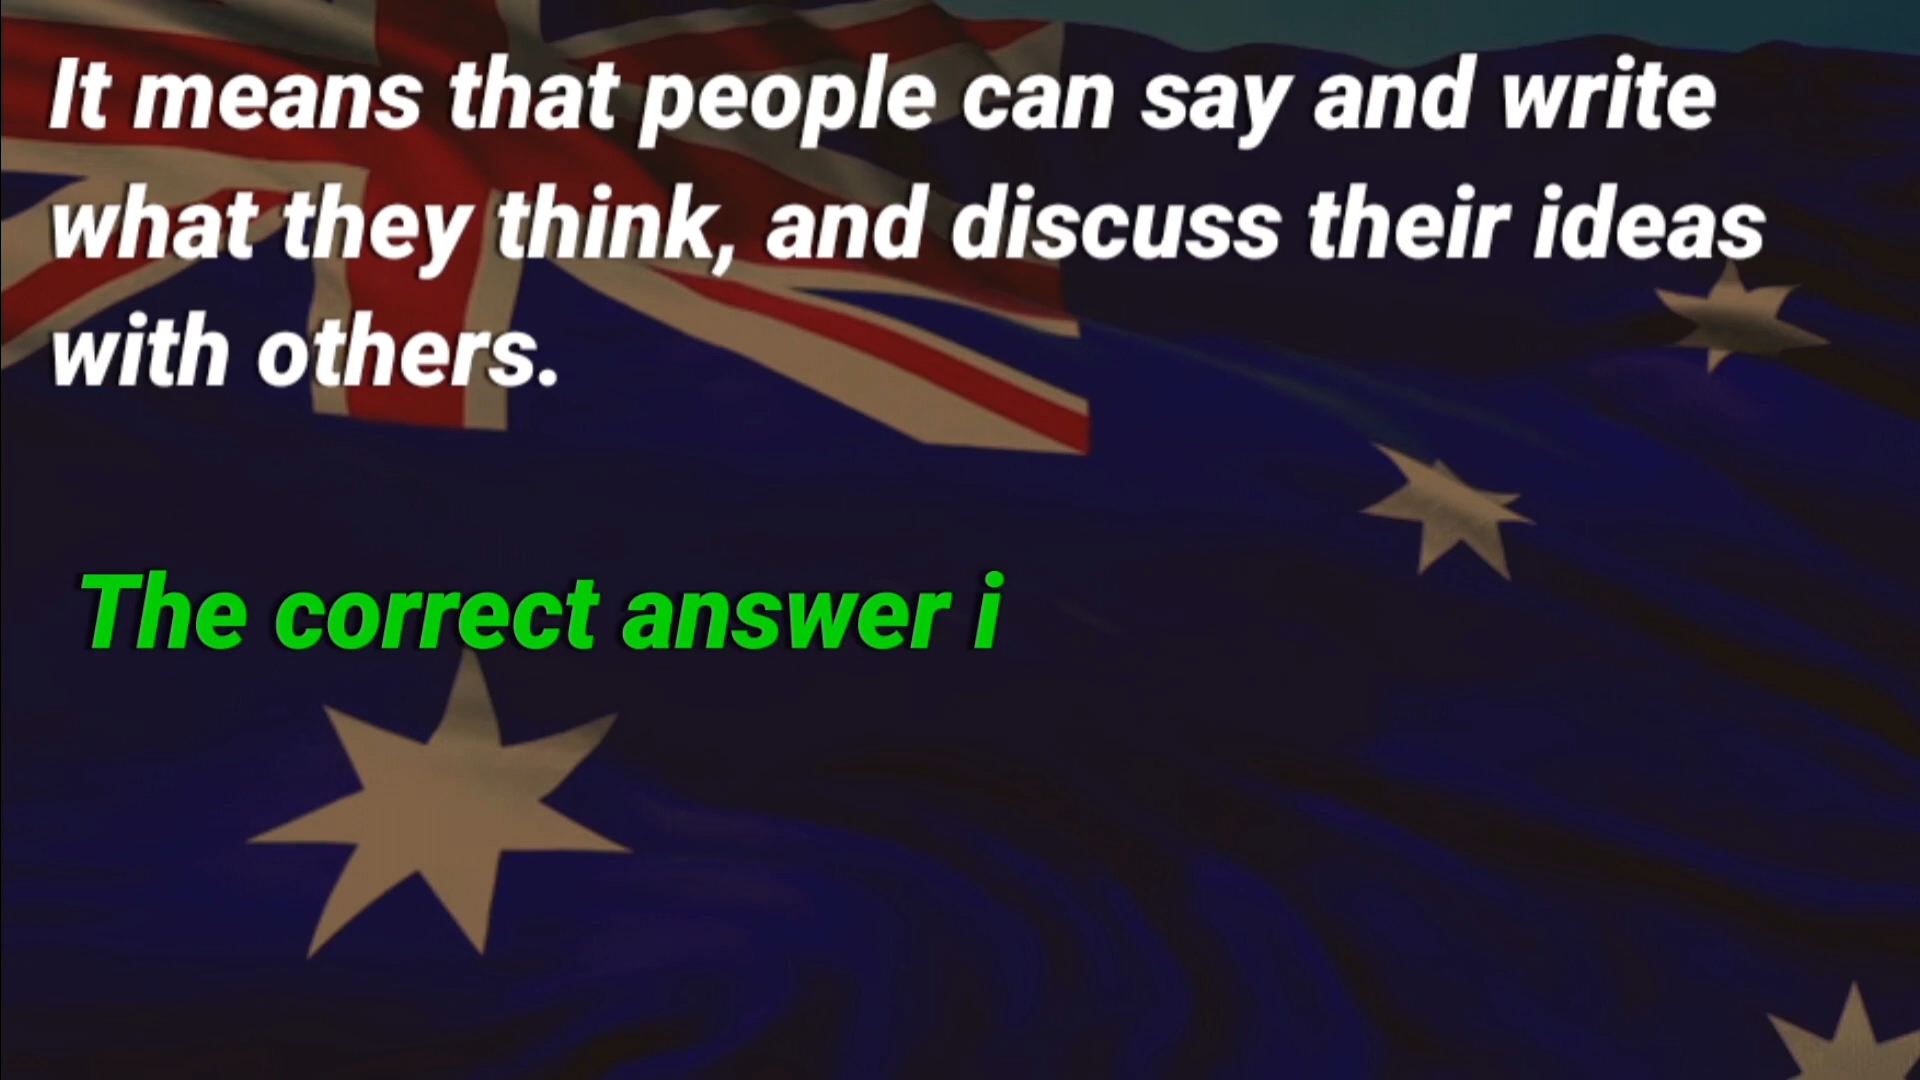 It means that people can say and write
what they think, and discuss their ideas
with others.
The correct answer i